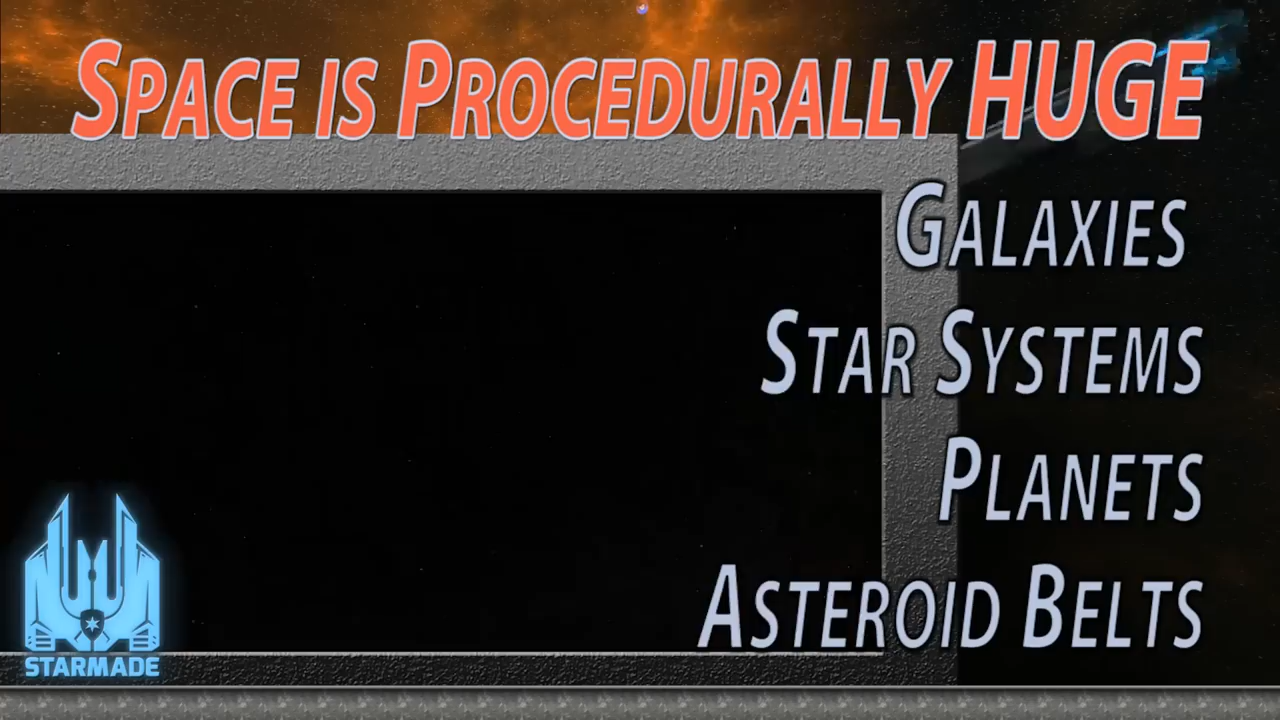 SPACE IS PROCEDURALLY HUGE
GALAXIES
STAR SYSTEMS
PLANETS
ASTEROID BELTS
STARMADE